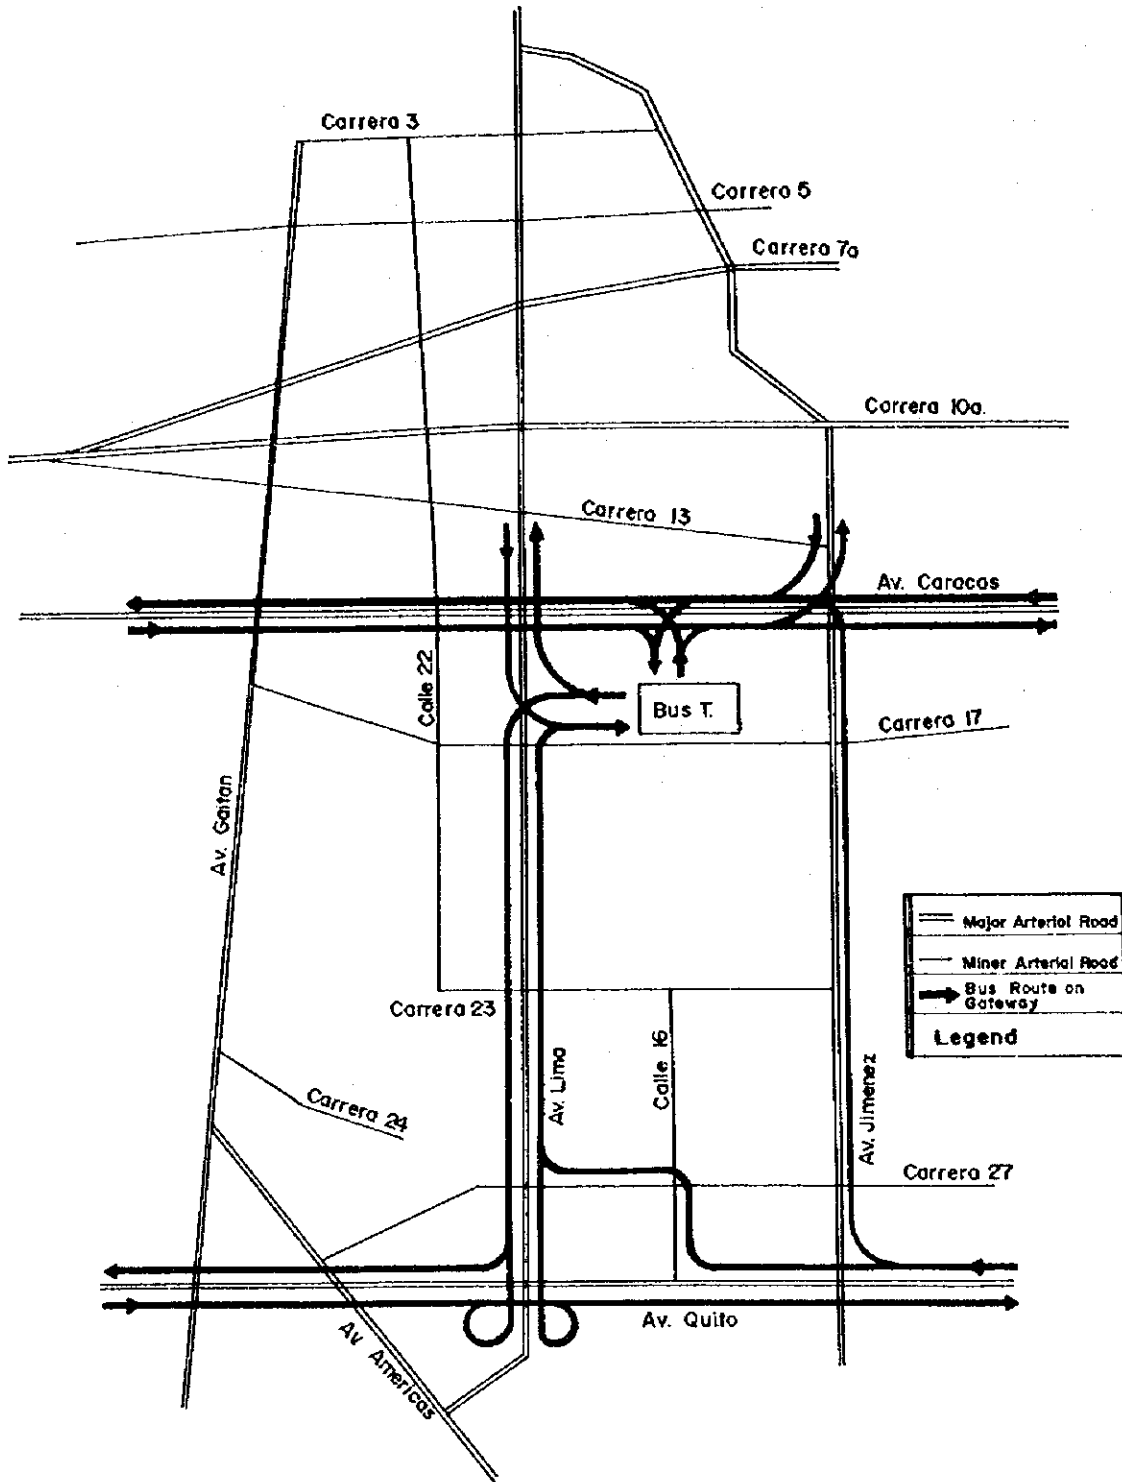 Carrera 3
Carrera 5
Carrera 7a
Carrera 10a.
Carrera 13
Av. Caracas
Calle 22
Bus T.
Carrera 17
Av. Gaitan
Major Arterial Road
Miner Arterial Road
Bus Route on
Gateway
Legend
Carrera 23
Av. Lima
Calle 16
Av. Jimenez
Carrera 24
Carrera 27
Av. Quito
Av. Americas